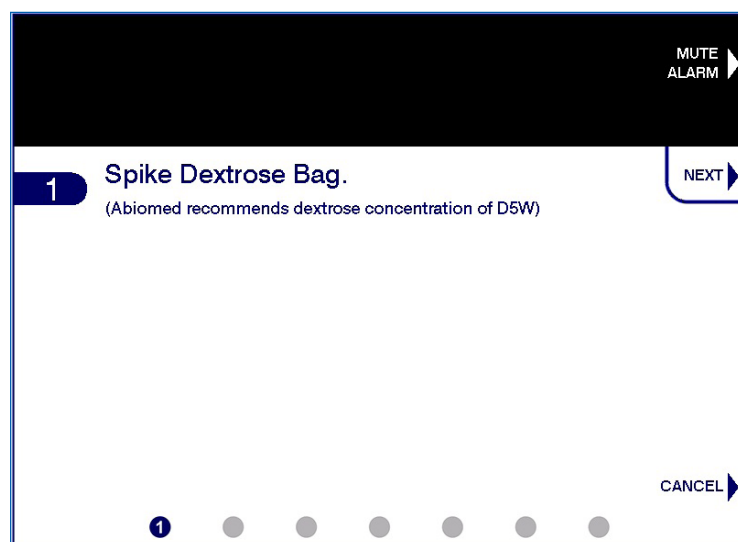 MUTE
ALARM
1
Spike Dextrose Bag.
NEXT
(Abiomed recommends dextrose concentration of D5W)
CANCEL
1